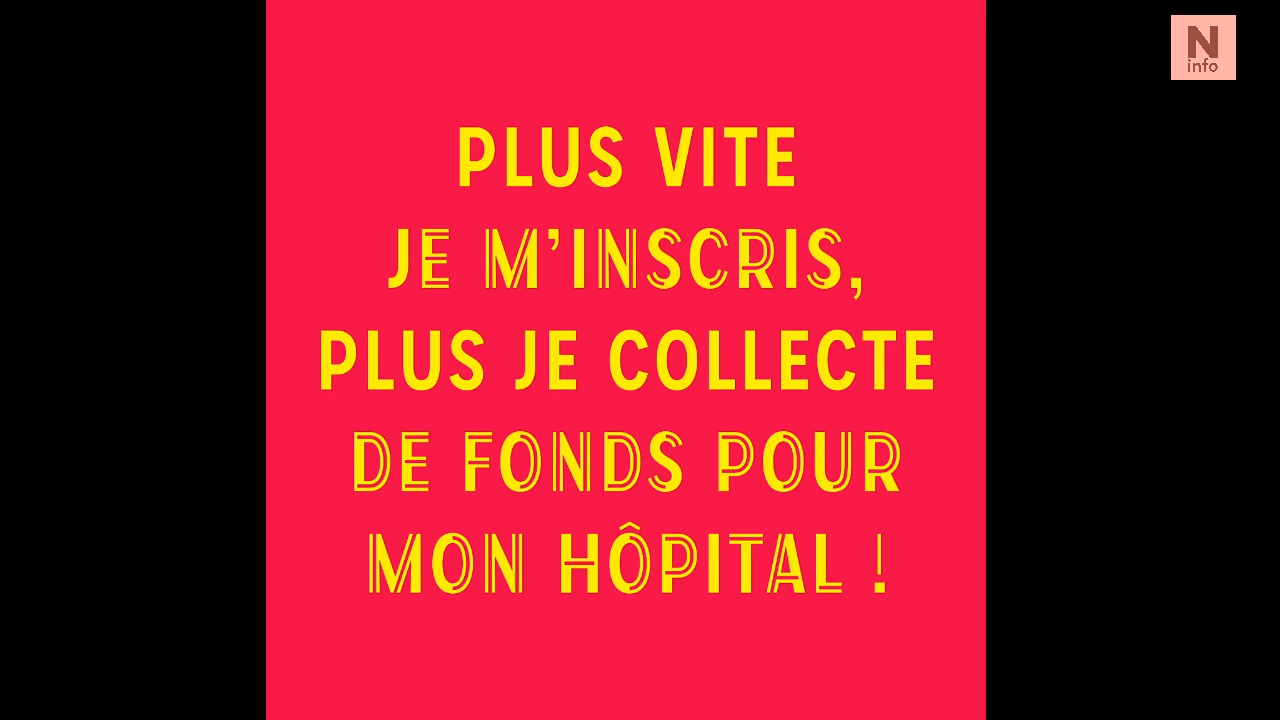 N
info
PLUS VITE
JE M'INSCRIS,
PLUS JE COLLECTE
DE FONDS POUR
MON HÔPITAL !